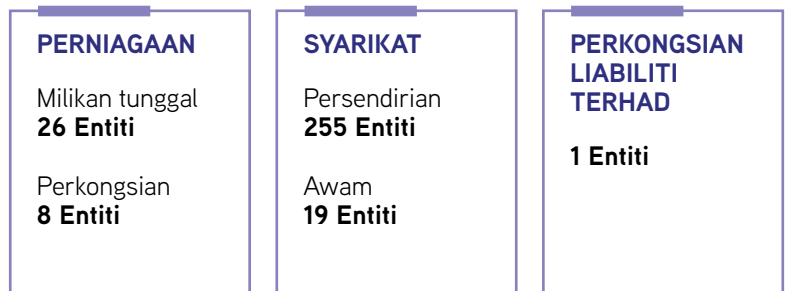 PERNIAGAAN
Milikan tunggal
26 Entiti
Perkongsian
8 Entiti
SYARIKAT
Persendirian
255 Entiti
Awam
19 Entiti
PERKONGSIAN
LIABILITI
TERHAD
1 Entiti